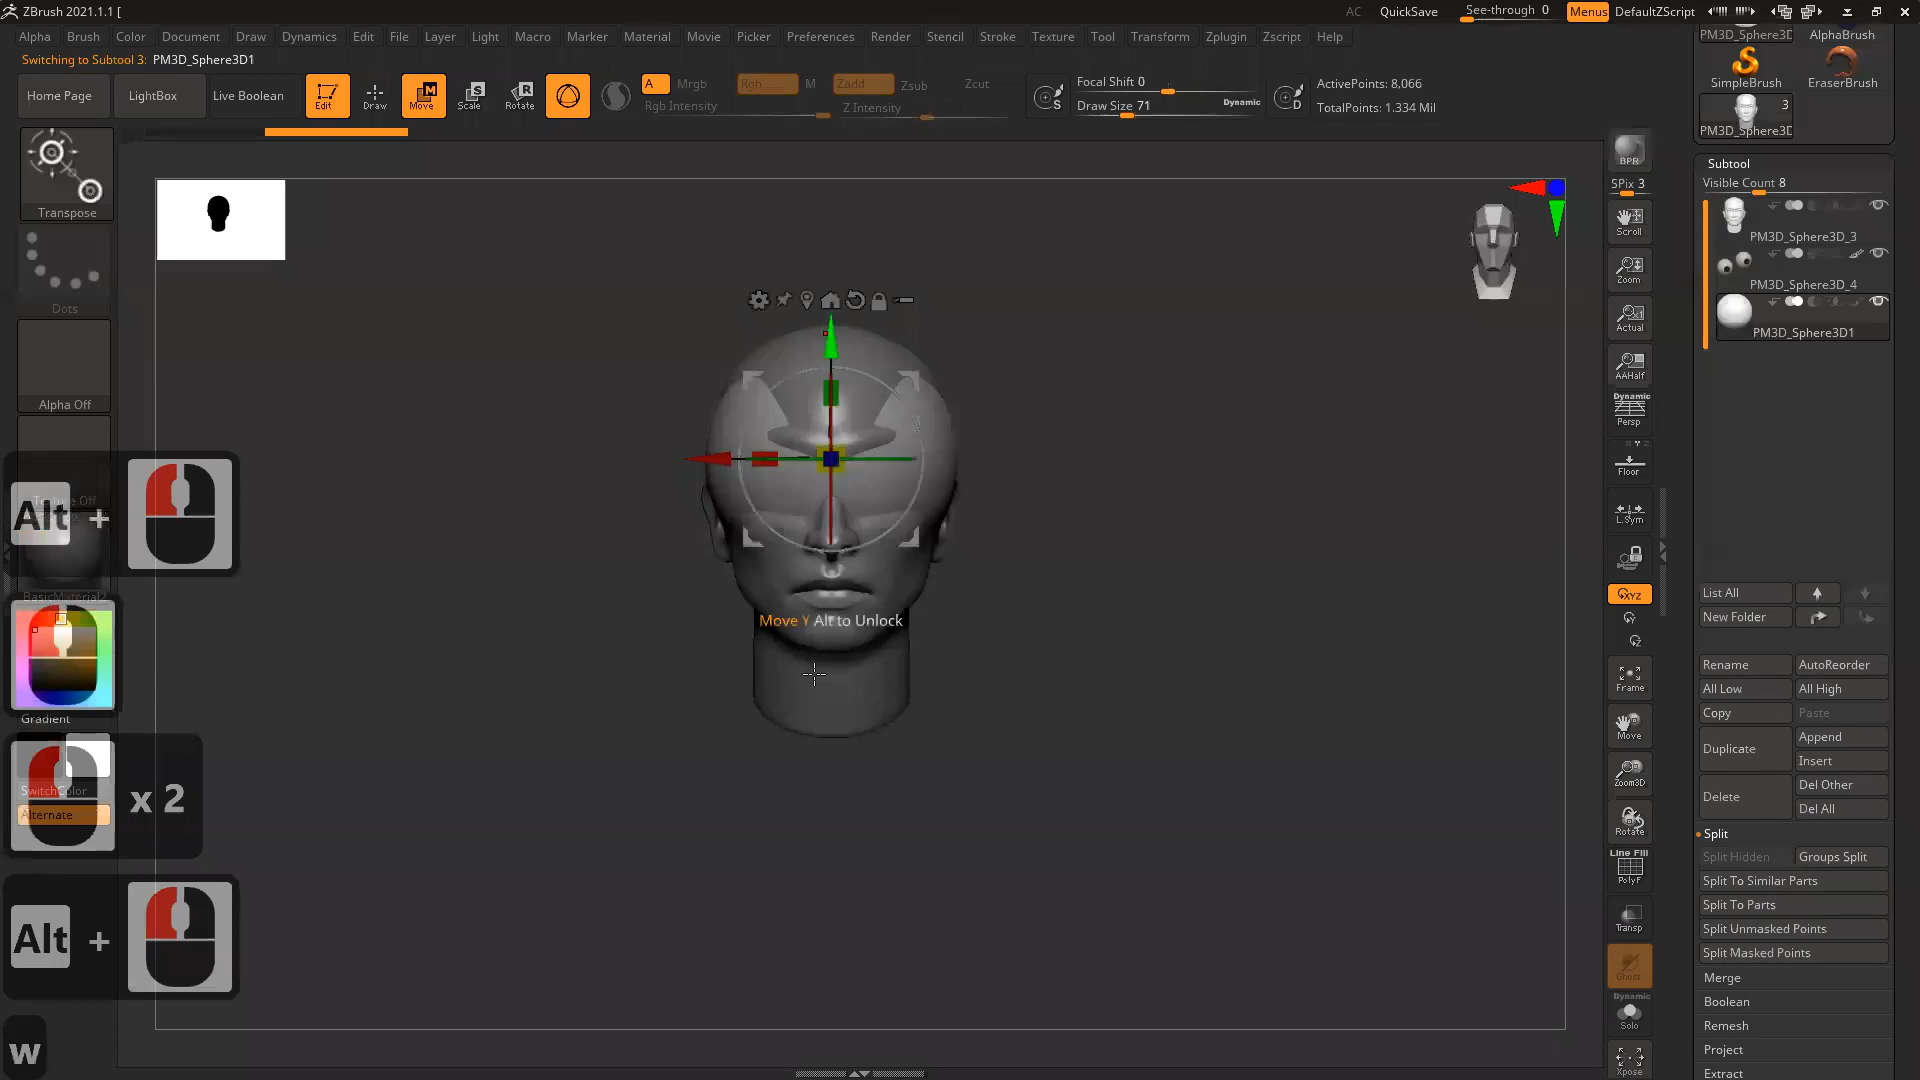 ZBrush 2021.1.1 [
AC
QuickSave
See-through 0
Menus
DefaultZScript
Alpha
Brush
Color
Document
Draw
Dynamics
Edit
File
Layer
Light
Macro
Marker
Material
Movie
Picker
Preferences
Render
Stencil
Stroke
Texture
Tool
Transform
Zplugin
Zscript
Help
Switching to Subtool 3: PM3D_Sphere3D1
Home Page
LightBox
Live Boolean
Edit
Draw
Move
Scale
Rotate
A
Mrgb
Rgb Intensity
Rgb
M
Zadd
Zsub
Zcut
Z Intensity
S
Focal Shift 0
Draw Size 71
Dynamic
D
ActivePoints: 8,066
TotalPoints: 1.334 Mil
PM3D_Sphere3D
AlphaBrush
SimpleBrush
EraserBrush
3
PM3D_Sphere3D
Subtool
Visible Count 8
PM3D_Sphere3D_3
PM3D_Sphere3D_4
PM3D_Sphere3D1
List All
New Folder
Rename
AutoReorder
All Low
All High
Copy
Paste
Duplicate
Append
Insert
Delete
Del Other
Del All
Split
Split Hidden
Groups Split
Split To Similar Parts
Split To Parts
Split Unmasked Points
Split Masked Points
Merge
Boolean
Remesh
Project
Extract
BPR
SPix 3
Scroll
Zoom
Actual
AAHalf
Dynamic
Persp
Floor
L.Sym
XYZ
Frame
Move
Zoom3D
Rotate
Line Fill
PolyF
Transp
Ghost
Dynamic
Solo
Xpose
Transpose
Dots
Alpha Off
Texture Off
Alt +
BasicMaterial2
Gradient
SwitchColor
x 2
Alternate
Alt +
w
Move Y Alt to Unlock